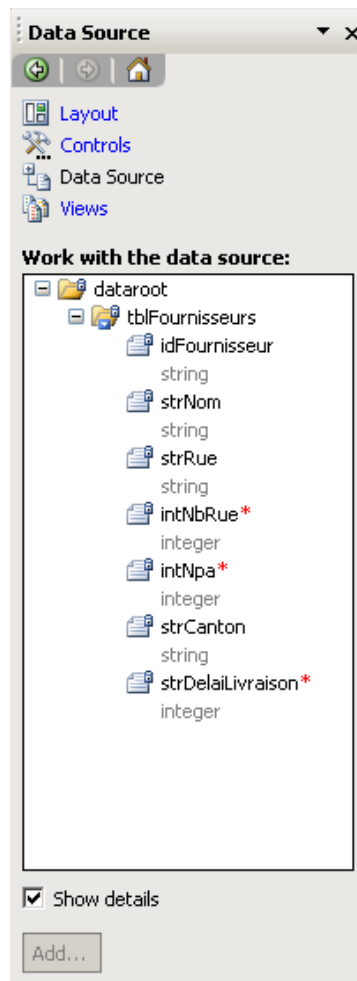 Data Source
Layout
Controls
Data Source
Views
Work with the data source:
dataroot
tblFournisseurs
idFournisseur
string
strNom
string
strRue
string
intNbRue*
integer
intNpa*
integer
strCanton
string
strDelaiLivraison*
integer
Show details
Add...